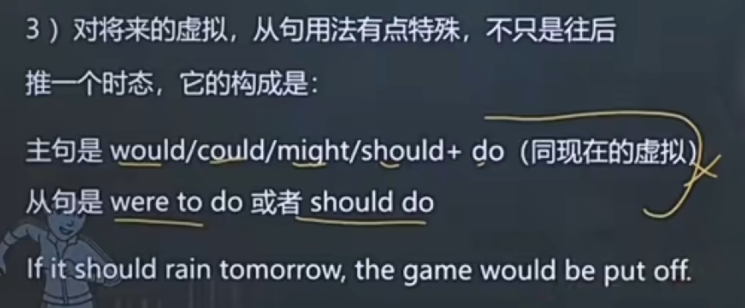 3 ）对将来的虚拟，从句用法有点特殊，不只是往后
推一个时态，它的构成是：
主句是 would/could/might/should+ do（同现在的虚拟）
从句是 were to do 或者 should do
If it should rain tomorrow, the game would be put off.